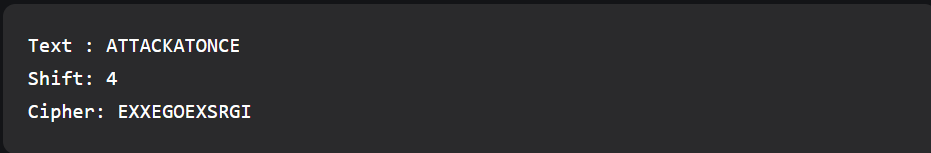 Text : ATTACKATONCE
Shift: 4
Cipher: EXXEGOEXSRGI